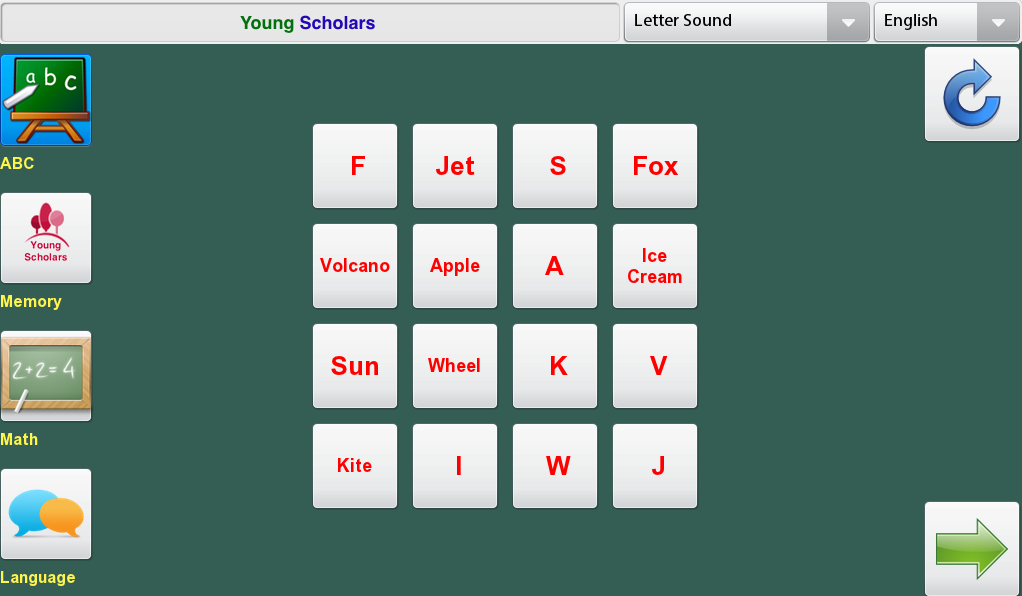 Young Scholars
Letter Sound
English
a b c
ABC
F
Jet
S
Fox
Young
Scholars
Memory
Volcano
Apple
A
Ice
Cream
2+2=4
Math
Sun
Wheel
K
V
Kite
I
W
J
Language